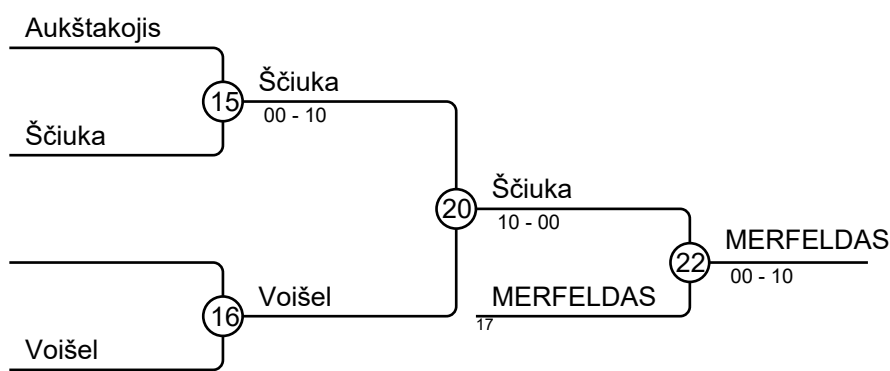 Aukštakojis
15
Ščiuka
00 - 10
Ščiuka
20
Ščiuka
10 - 00
22
MERFELDAS
00 - 10
16
Voišel
MERFELDAS
17
Voišel